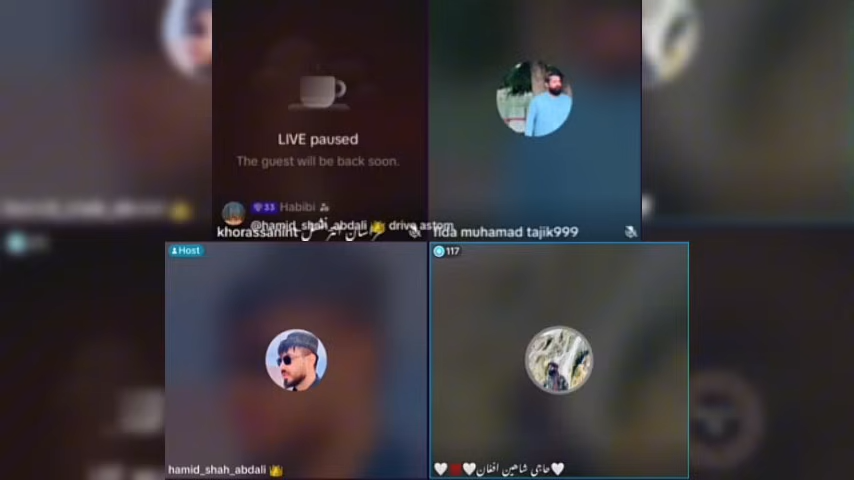 LIVE paused
The guest will be back soon.
33 Habibi
@hamid_shah_abdali 👑 drive astom
khorassanint
nda muhamad tajik999
Host
117
hamid_shah_abdali 👑
🤍🤍حاجی شاهین افغان🤍